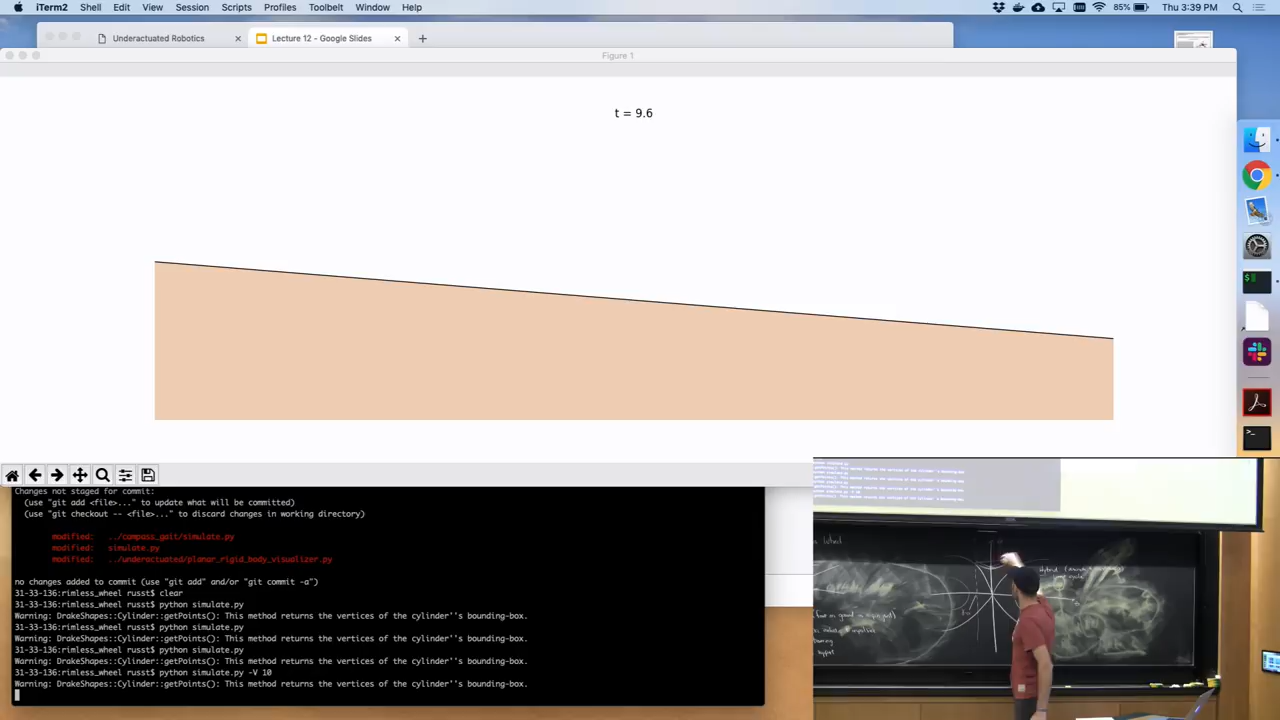 iTerm2 Shell Edit View Session Scripts Profiles Toolbelt Window Help
85% Thu 3:39 PM
Underactuated Robotics
Lecture 12 - Google Slides
Figure 1
t = 9.6
Changes not staged for commit:
(use "git add <file>..." to update what will be committed)
(use "git checkout -- <file>..." to discard changes in working directory)
modified: ../compass_gait/simulate.py
modified: simulate.py
modified: ../underactuated/planar_rigid_body_visualizer.py
no changes added to commit (use "git add" and/or "git commit -a")
31-33-136:rimless_wheel russt$ clear
31-33-136:rimless_wheel russt$ python simulate.py
Warning: DrakeShapes::Cylinder::getPoints(): This method returns the vertices of the cylinder''s bounding-box.
31-33-136:rimless_wheel russt$ python simulate.py
Warning: DrakeShapes::Cylinder::getPoints(): This method returns the vertices of the cylinder''s bounding-box.
31-33-136:rimless_wheel russt$ python simulate.py
Warning: DrakeShapes::Cylinder::getPoints(): This method returns the vertices of the cylinder''s bounding-box.
31-33-136:rimless_wheel russt$ python simulate.py -V 10
Warning: DrakeShapes::Cylinder::getPoints(): This method returns the vertices of the cylinder''s bounding-box.